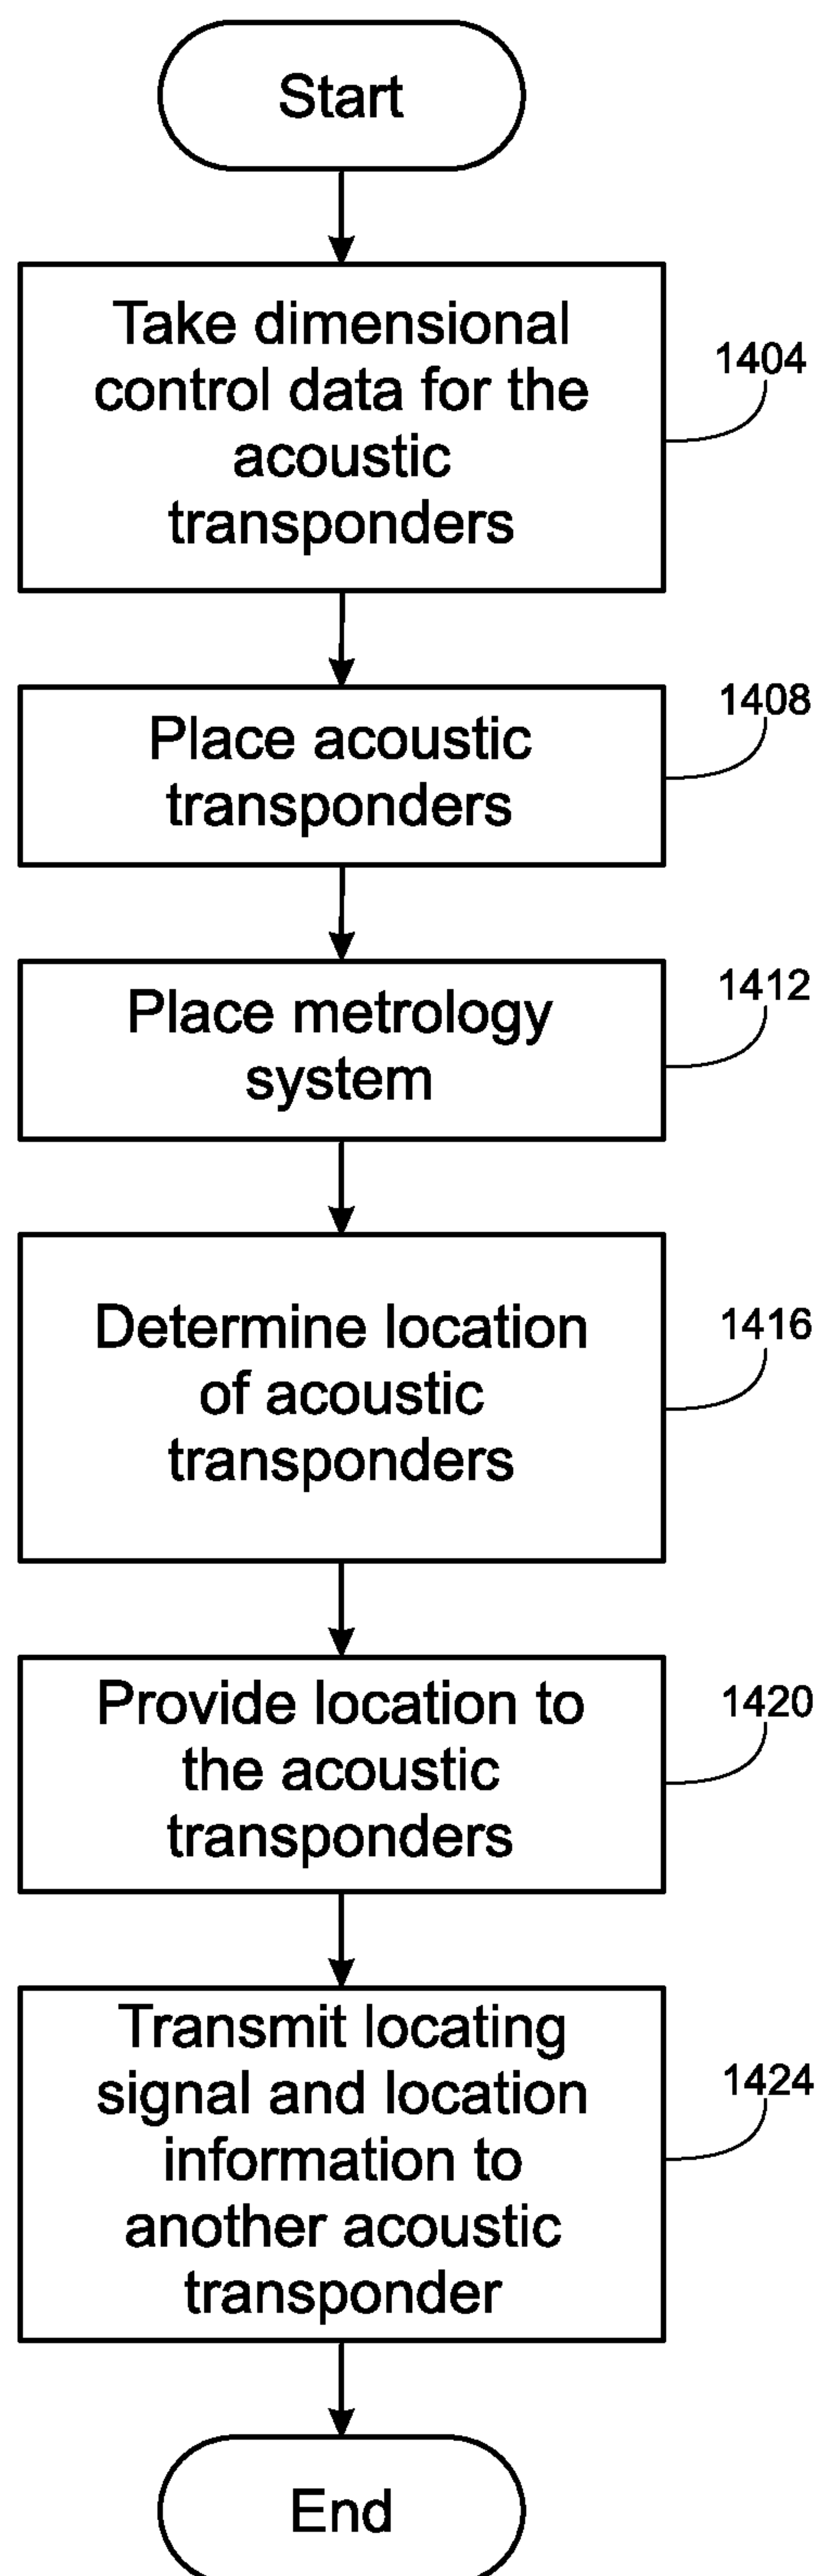 Start
Take dimensional
control data for the
acoustic
transponders
1404
Place acoustic
transponders
1408
Place metrology
system
1412
Determine location
of acoustic
transponders
1416
Provide location to
the acoustic
transponders
1420
Transmit locating
signal and location
information to
another acoustic
transponder
1424
End